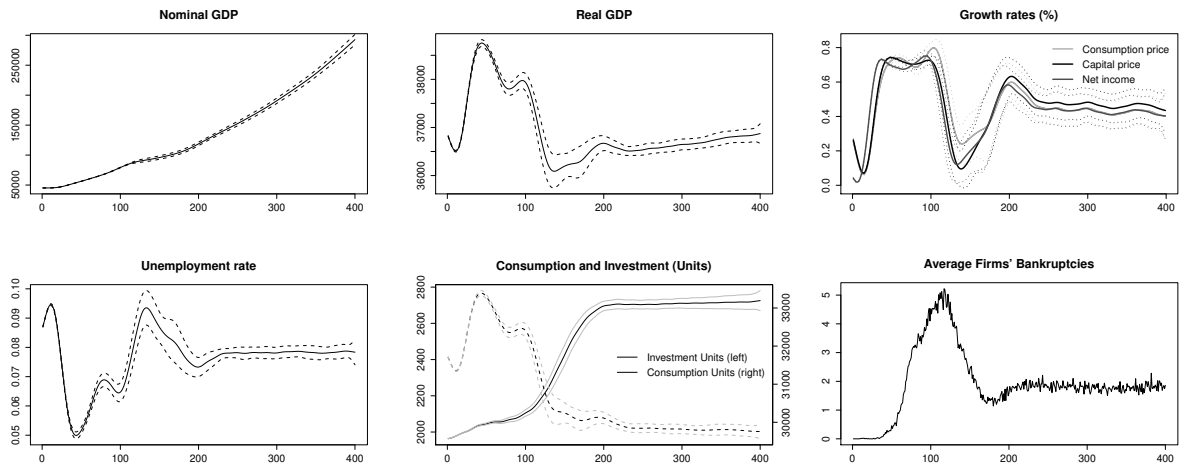 Nominal GDP
250000
150000
50000
0 100 200 300 400
Real GDP
38000
37000
36000
0 100 200 300 400
Growth rates (%)
0.8
0.6
0.4
0.2
0.0
Consumption price
Capital price
Net income
0 100 200 300 400
Unemployment rate
0.10
0.09
0.08
0.07
0.06
0.05
0 100 200 300 400
Consumption and Investment (Units)
2800
2600
2400
2200
2000
33000
32000
31000
30000
Investment Units (left)
Consumption Units (right)
0 100 200 300 400
Average Firms' Bankruptcies
5
4
3
2
1
0
0 100 200 300 400